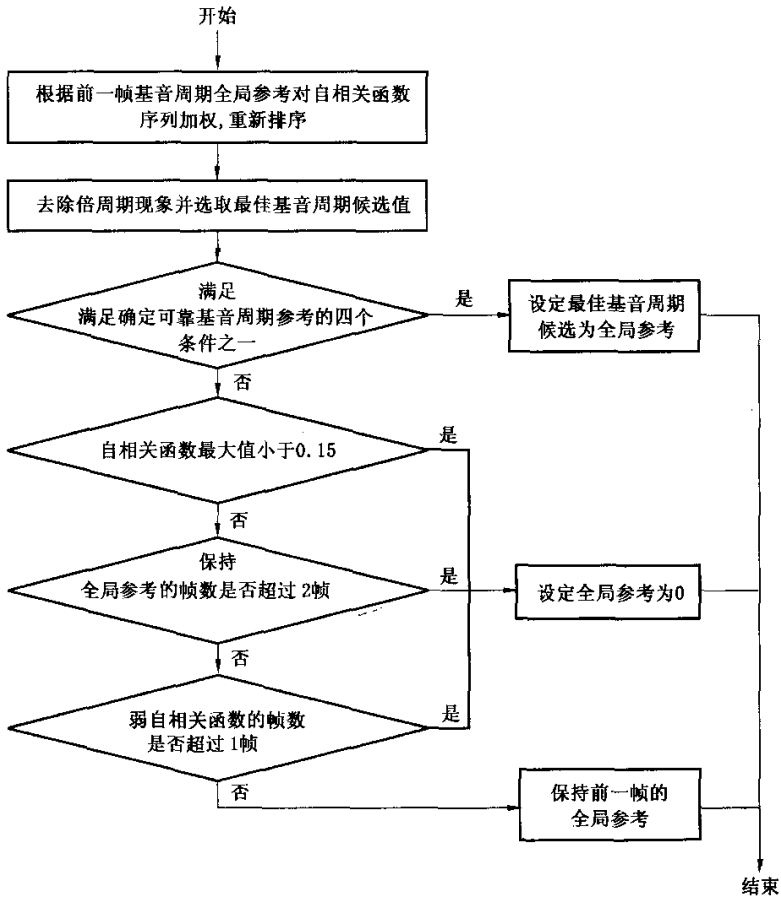 开始
根据前一帧基音周期全局参考对自相关函数
序列加权,重新排序
去除倍周期现象并选取最佳基音周期候选值
满足
满足确定可靠基音周期参考的四个
条件之一
是
设定最佳基音周期
候选为全局参考
否
自相关函数最大值小于0.15
是
否
保持
全局参考的帧数是否超过2帧
是
设定全局参考为0
否
弱自相关函数的帧数
是否超过1帧
是
否
保持前一帧的
全局参考
结束